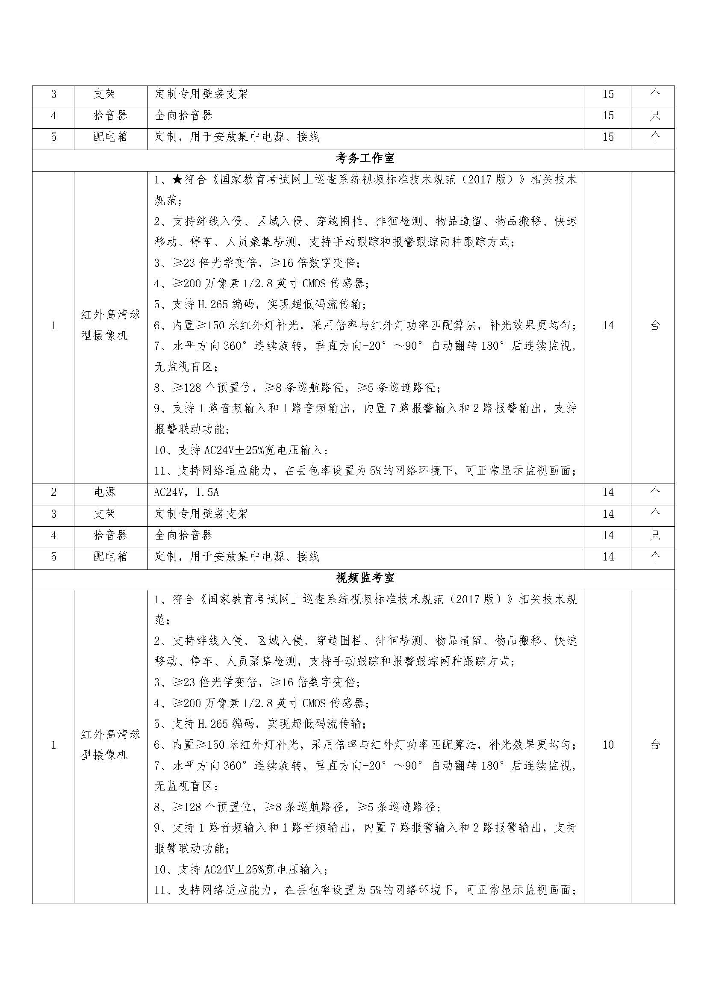 3 支架 定制专用壁装支架 15 个
4 拾音器 全向拾音器 15 只
5 配电箱 定制，用于安放集中电源、接线 15 个
考务工作室
1、★符合《国家教育考试网上巡查系统视频标准技术规范（2017 版）》相关技术
规范；
2、支持绊线入侵、区域入侵、穿越围栏、徘徊检测、物品遗留、物品搬移、快速
移动、停车、人员聚集检测，支持手动跟踪和报警跟踪两种跟踪方式；
3、≥23 倍光学变倍，≥16 倍数字变倍；
4、≥200 万像素 1/2.8 英寸 CMOS 传感器；
5、支持 H.265 编码，实现超低码流传输；
红外高清球
6、内置≥150 米红外灯补光，采用倍率与红外灯功率匹配算法，补光效果更均匀；
1 14 台
型摄像机
7、水平方向 360°连续旋转，垂直方向-20°～90°自动翻转 180°后连续监视，
无监视盲区；
8、≥128 个预置位，≥8 条巡航路径，≥5 条巡迹路径；
9、支持 1 路音频输入和 1 路音频输出，内置 7 路报警输入和 2 路报警输出，支持
报警联动功能；
10、支持 AC24V±25%宽电压输入；
11、支持网络适应能力，在丢包率设置为 5%的网络环境下，可正常显示监视画面；
2 电源 AC24V，1.5A 14 个
3 支架 定制专用壁装支架 14 个
4 拾音器 全向拾音器 14 只
5 配电箱 定制，用于安放集中电源、接线 14 个
视频监考室
1、符合《国家教育考试网上巡查系统视频标准技术规范（2017 版）》相关技术规
范；
2、支持绊线入侵、区域入侵、穿越围栏、徘徊检测、物品遗留、物品搬移、快速
移动、停车、人员聚集检测，支持手动跟踪和报警跟踪两种跟踪方式；
3、≥23 倍光学变倍，≥16 倍数字变倍；
4、≥200 万像素 1/2.8 英寸 CMOS 传感器；
5、支持 H.265 编码，实现超低码流传输；
红外高清球
6、内置≥150 米红外灯补光，采用倍率与红外灯功率匹配算法，补光效果更均匀；
1 10 台
型摄像机
7、水平方向 360°连续旋转，垂直方向-20°～90°自动翻转 180°后连续监视，
无监视盲区；
8、≥128 个预置位，≥8 条巡航路径，≥5 条巡迹路径；
9、支持 1 路音频输入和 1 路音频输出，内置 7 路报警输入和 2 路报警输出，支持
报警联动功能；
10、支持 AC24V±25%宽电压输入；
11、支持网络适应能力，在丢包率设置为 5%的网络环境下，可正常显示监视画面；